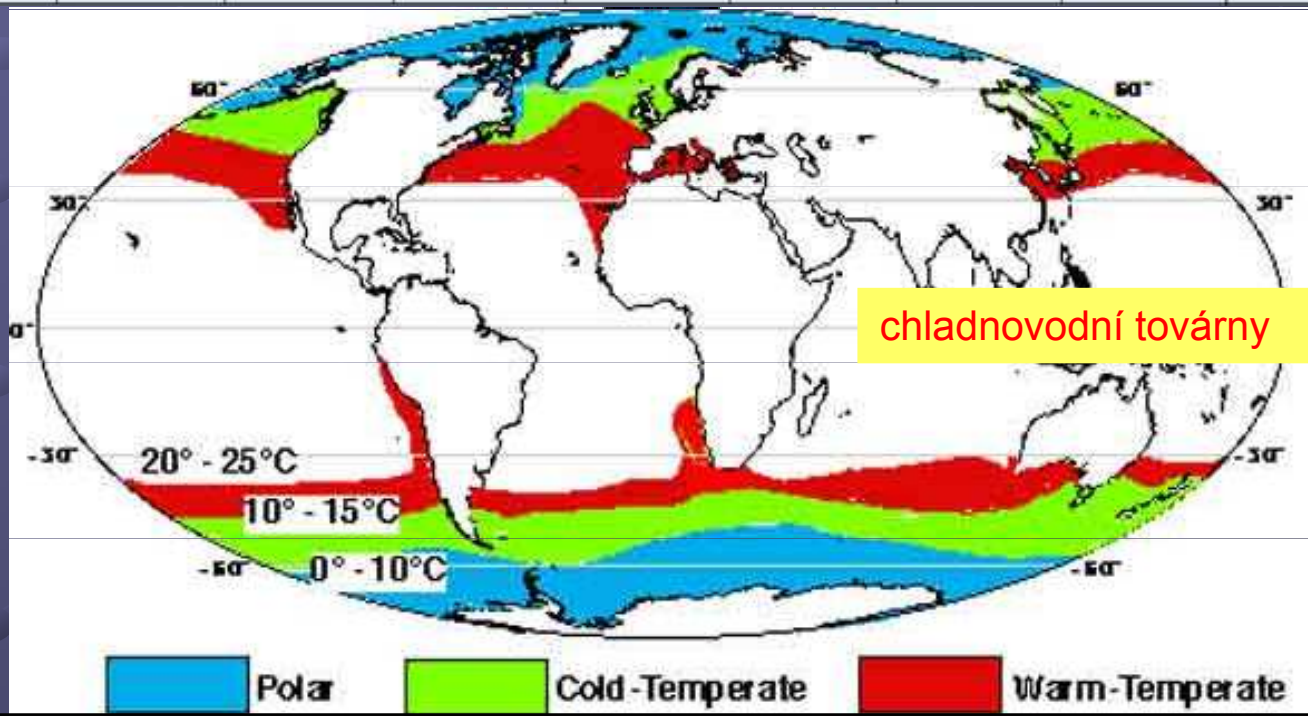 60° 60°
30° 30°
chladnovodní továrny
0°
-30° 20° - 25°C -30°
10° - 15°C
-60° 0° - 10°C -60°
Polar Cold-Temperate Warm-Temperate